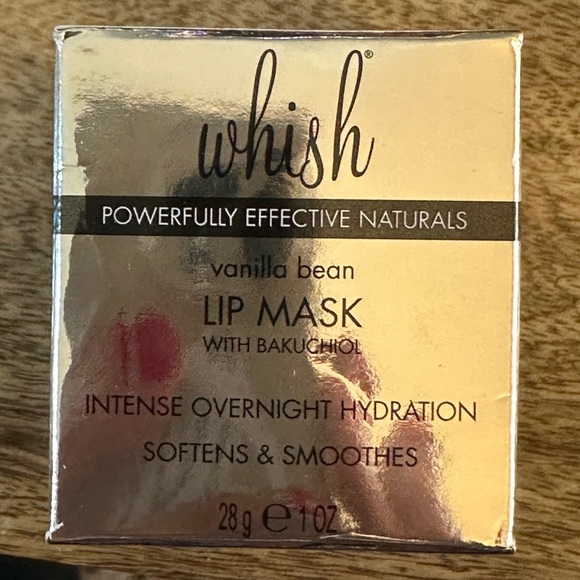 whish®
POWERFULLY EFFECTIVE NATURALS
vanilla bean
LIP MASK
WITH BAKUCHIOL
INTENSE OVERNIGHT HYDRATION
SOFTENS & SMOOTHES
28 g ℮ 1 OZ